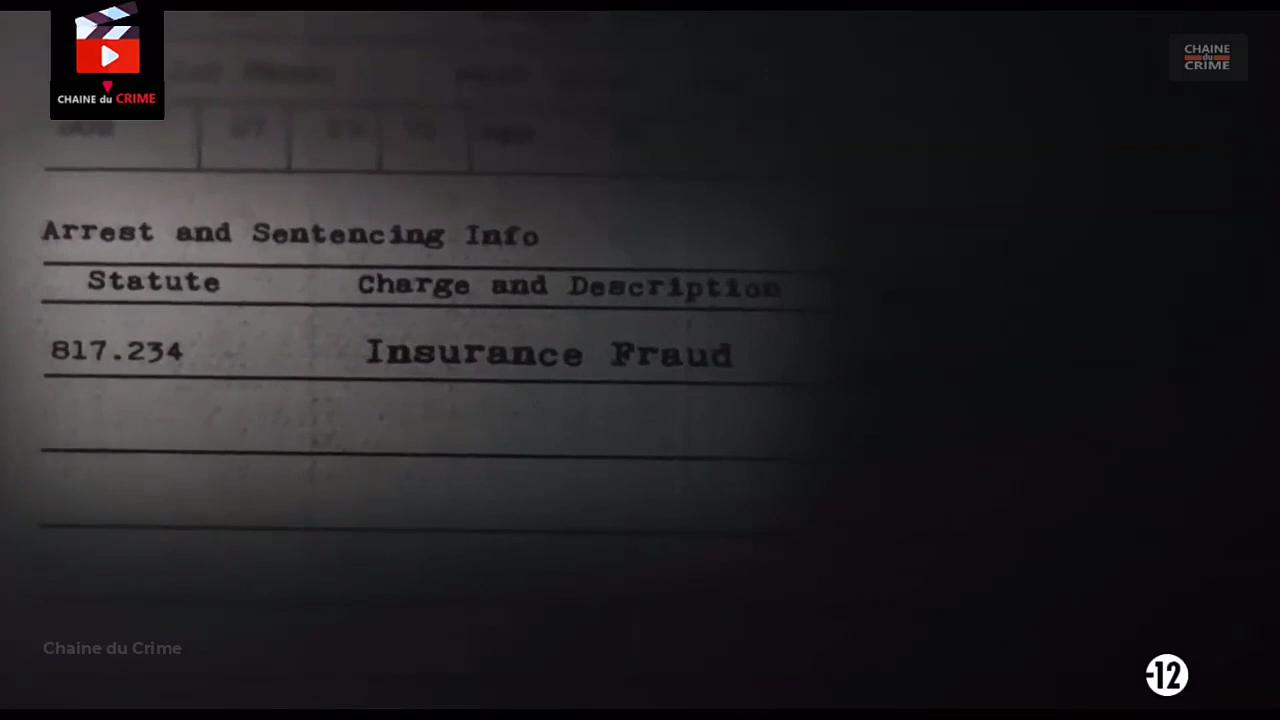 CHAINE du CRIME
CHAINE
du
CRIME
Arrest and Sentencing Info
Statute Charge and Description
817.234 Insurance Fraud
Chaine du Crime
-12